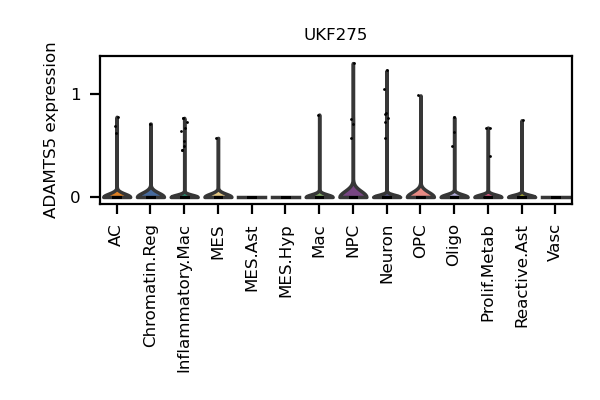 UKF275
ADAMTS5 expression
1
0
AC
Chromatin.Reg
Inflammatory.Mac
MES
MES.Ast
MES.Hyp
Mac
NPC
Neuron
OPC
Oligo
Prolif.Metab
Reactive.Ast
Vasc